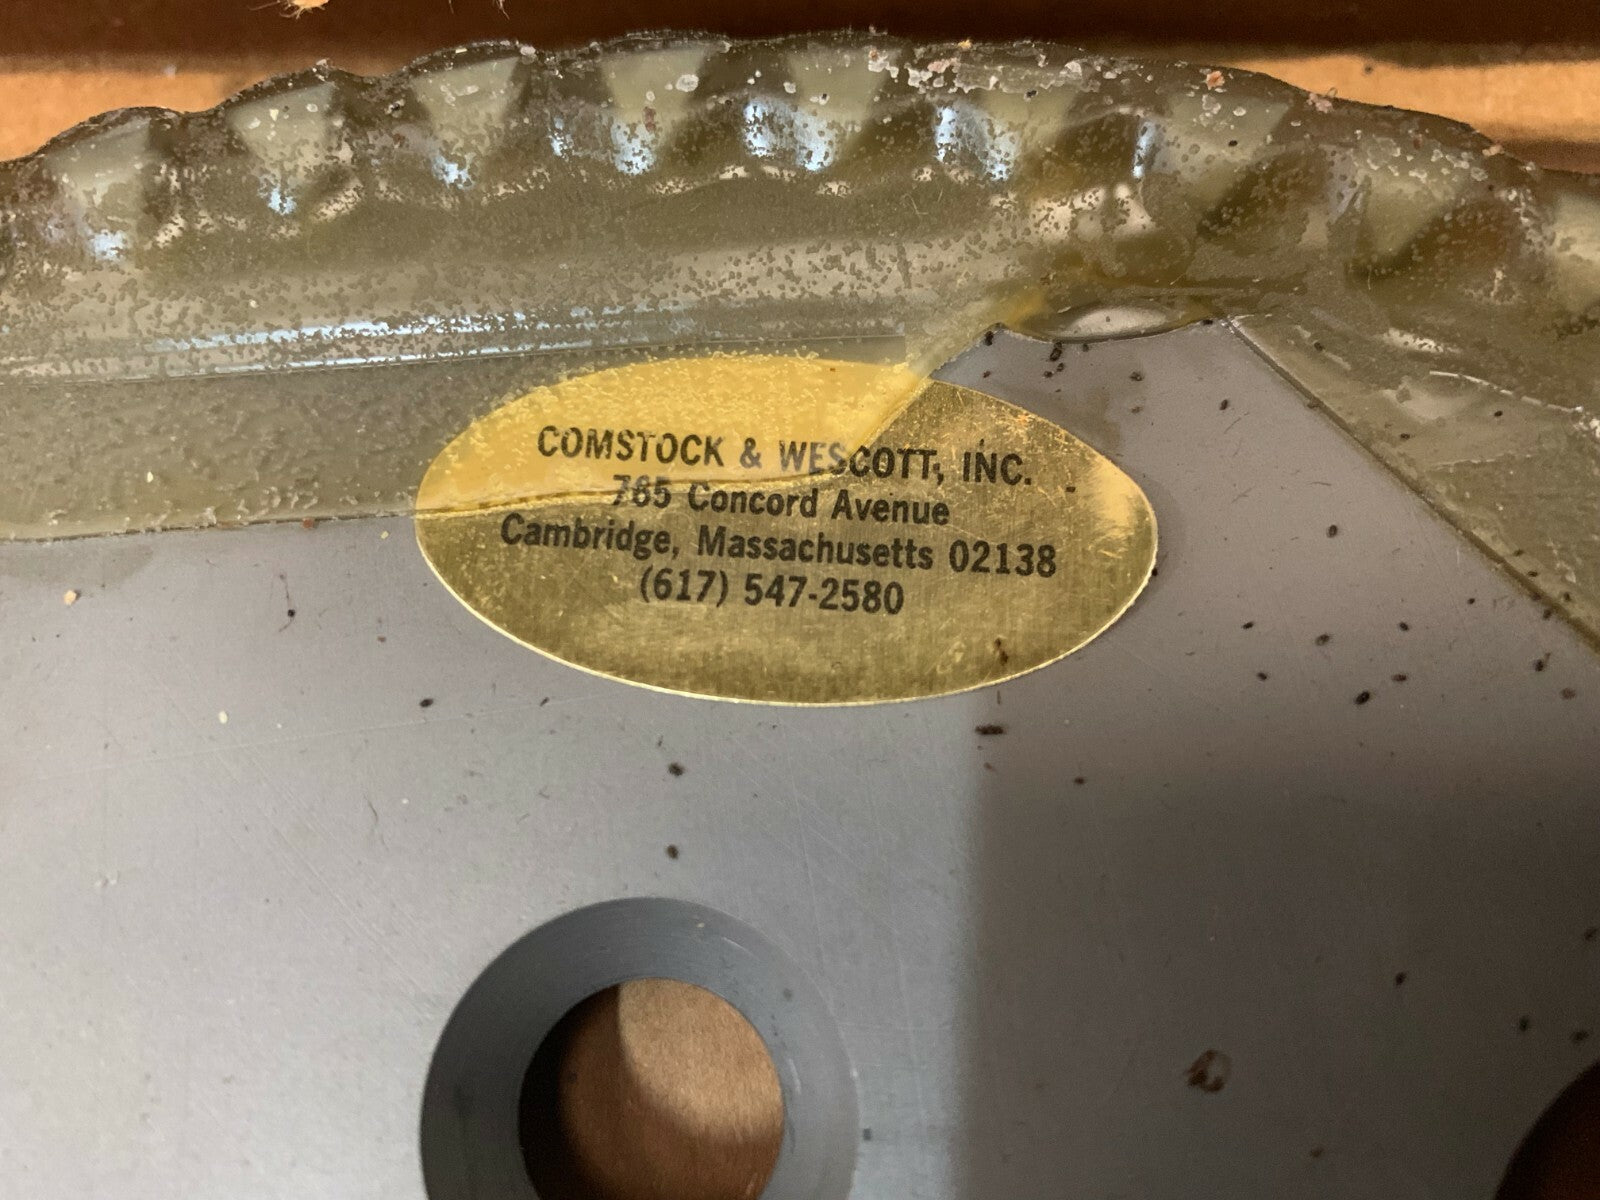 COMSTOCK & WESCOTT, INC.
765 Concord Avenue
Cambridge, Massachusetts 02138
(617) 547-2580